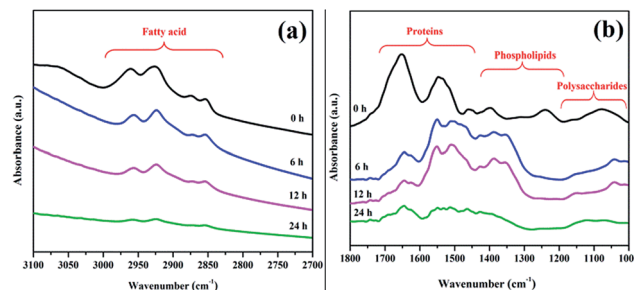 Fatty acid
(a)
0 h
6 h
12 h
24 h
Absorbance (a.u.)
3100 3050 3000 2950 2900 2850 2800 2750 2700
Wavenumber (cm⁻¹)
Proteins
(b)
Phospholipids
Polysaccharides
0 h
6 h
12 h
24 h
Absorbance (a.u.)
1800 1700 1600 1500 1400 1300 1200 1100 100
Wavenumber (cm⁻¹)